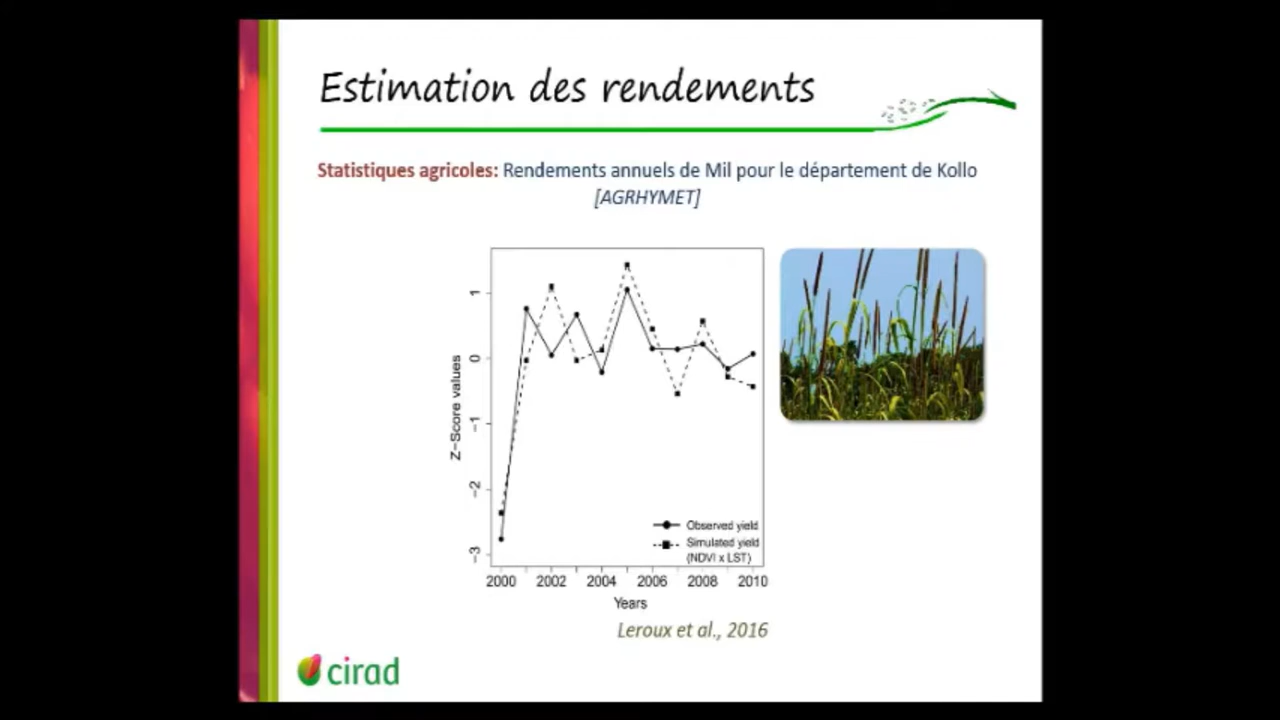 Estimation des rendements
Statistiques agricoles: Rendements annuels de Mil pour le département de Kollo
[AGRHYMET]
1
0
−1
−2
−3
Z−Score values
Observed yield
Simulated yield
(NDVI x LST)
2000 2002 2004 2006 2008 2010
Years
Leroux et al., 2016
cirad